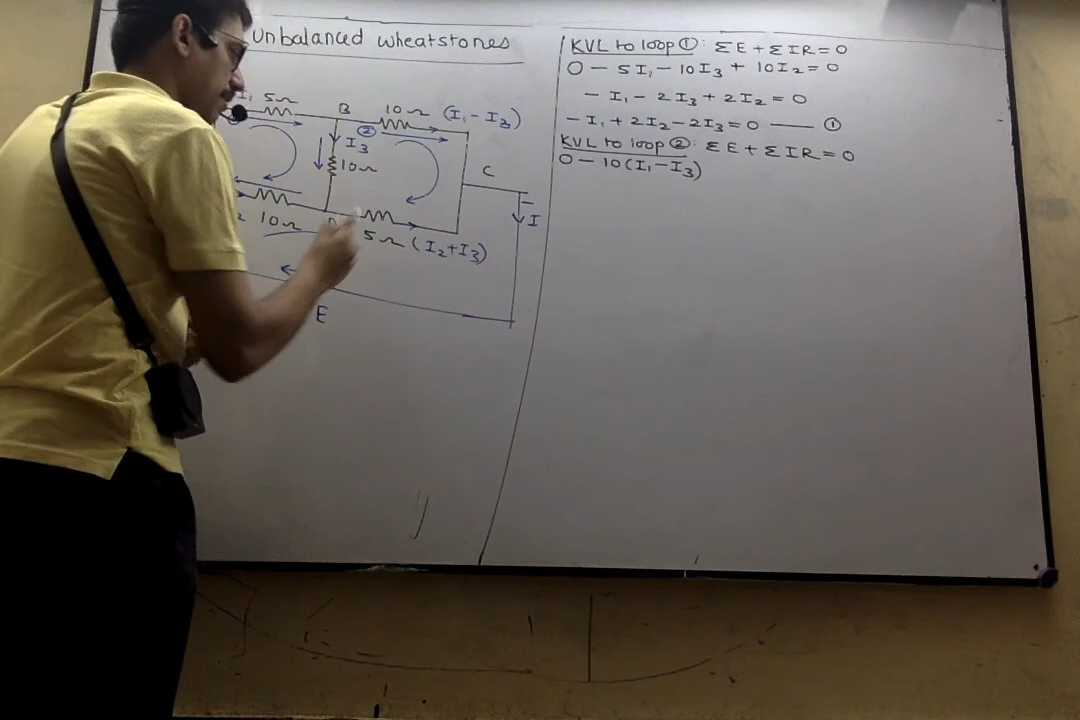 Unbalanced Wheatstones
I₁ 5Ω
B
10Ω (I₁ - I₃)
②
I₃
10Ω
C
I
10Ω
5Ω (I₂+I₃)
E
KVL to loop ①: ΣE + ΣIR = 0
0 - 5I₁ - 10I₃ + 10I₂ = 0
- I₁ - 2I₃ + 2I₂ = 0
- I₁ + 2I₂ - 2I₃ = 0 —— ①
KVL to loop ②: ΣE + ΣIR = 0
0 - 10(I₁ - I₃)